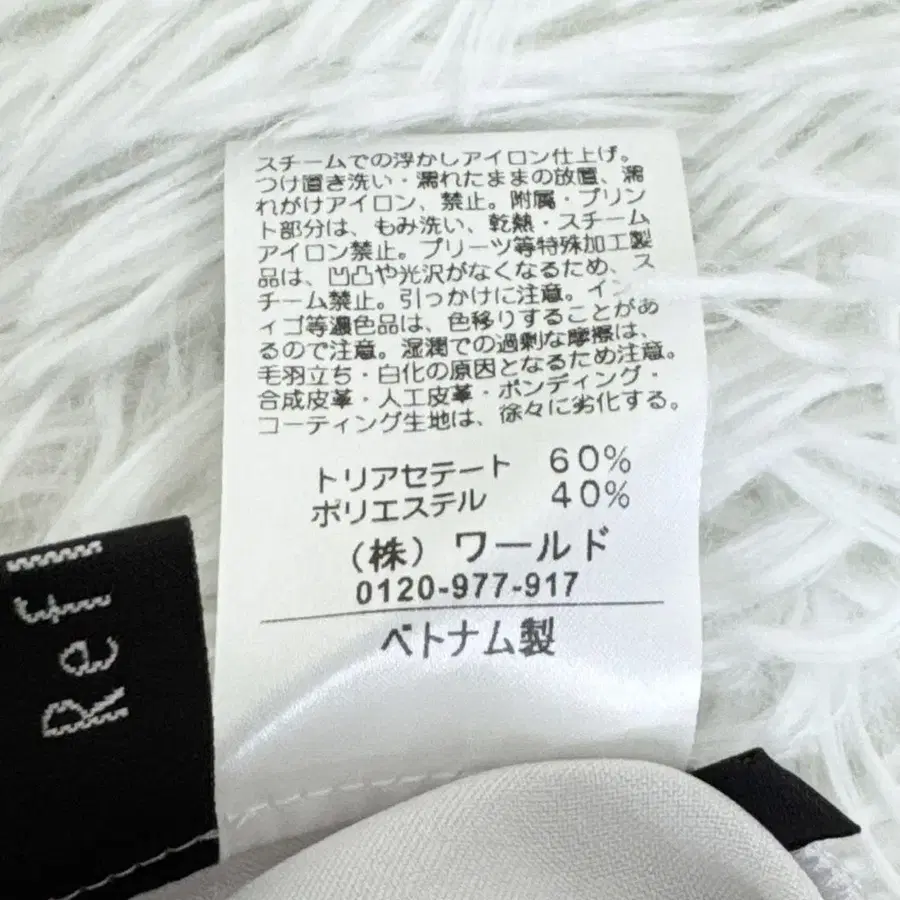 スチームでの浮かしアイロン仕上げ。
つけ置き洗い・濡れたままの放置、濡
れがけアイロン、禁止。附属・プリン
ト部分は、もみ洗い、乾熱・スチーム
アイロン禁止。プリーツ等特殊加工製
品は、凹凸や光沢がなくなるため、ス
チーム禁止。引っかけに注意。イン
ィゴ等濃色品は、色移りすることがあ
るので注意。湿潤での過剰な摩擦は、
毛羽立ち・白化の原因となるため注意。
合成皮革・人工皮革・ボンディング・
コーティング生地は、徐々に劣化する。
トリアセテート 60%
ポリエステル 40%
(株) ワールド
0120-977-917
ベトナム製
Ref